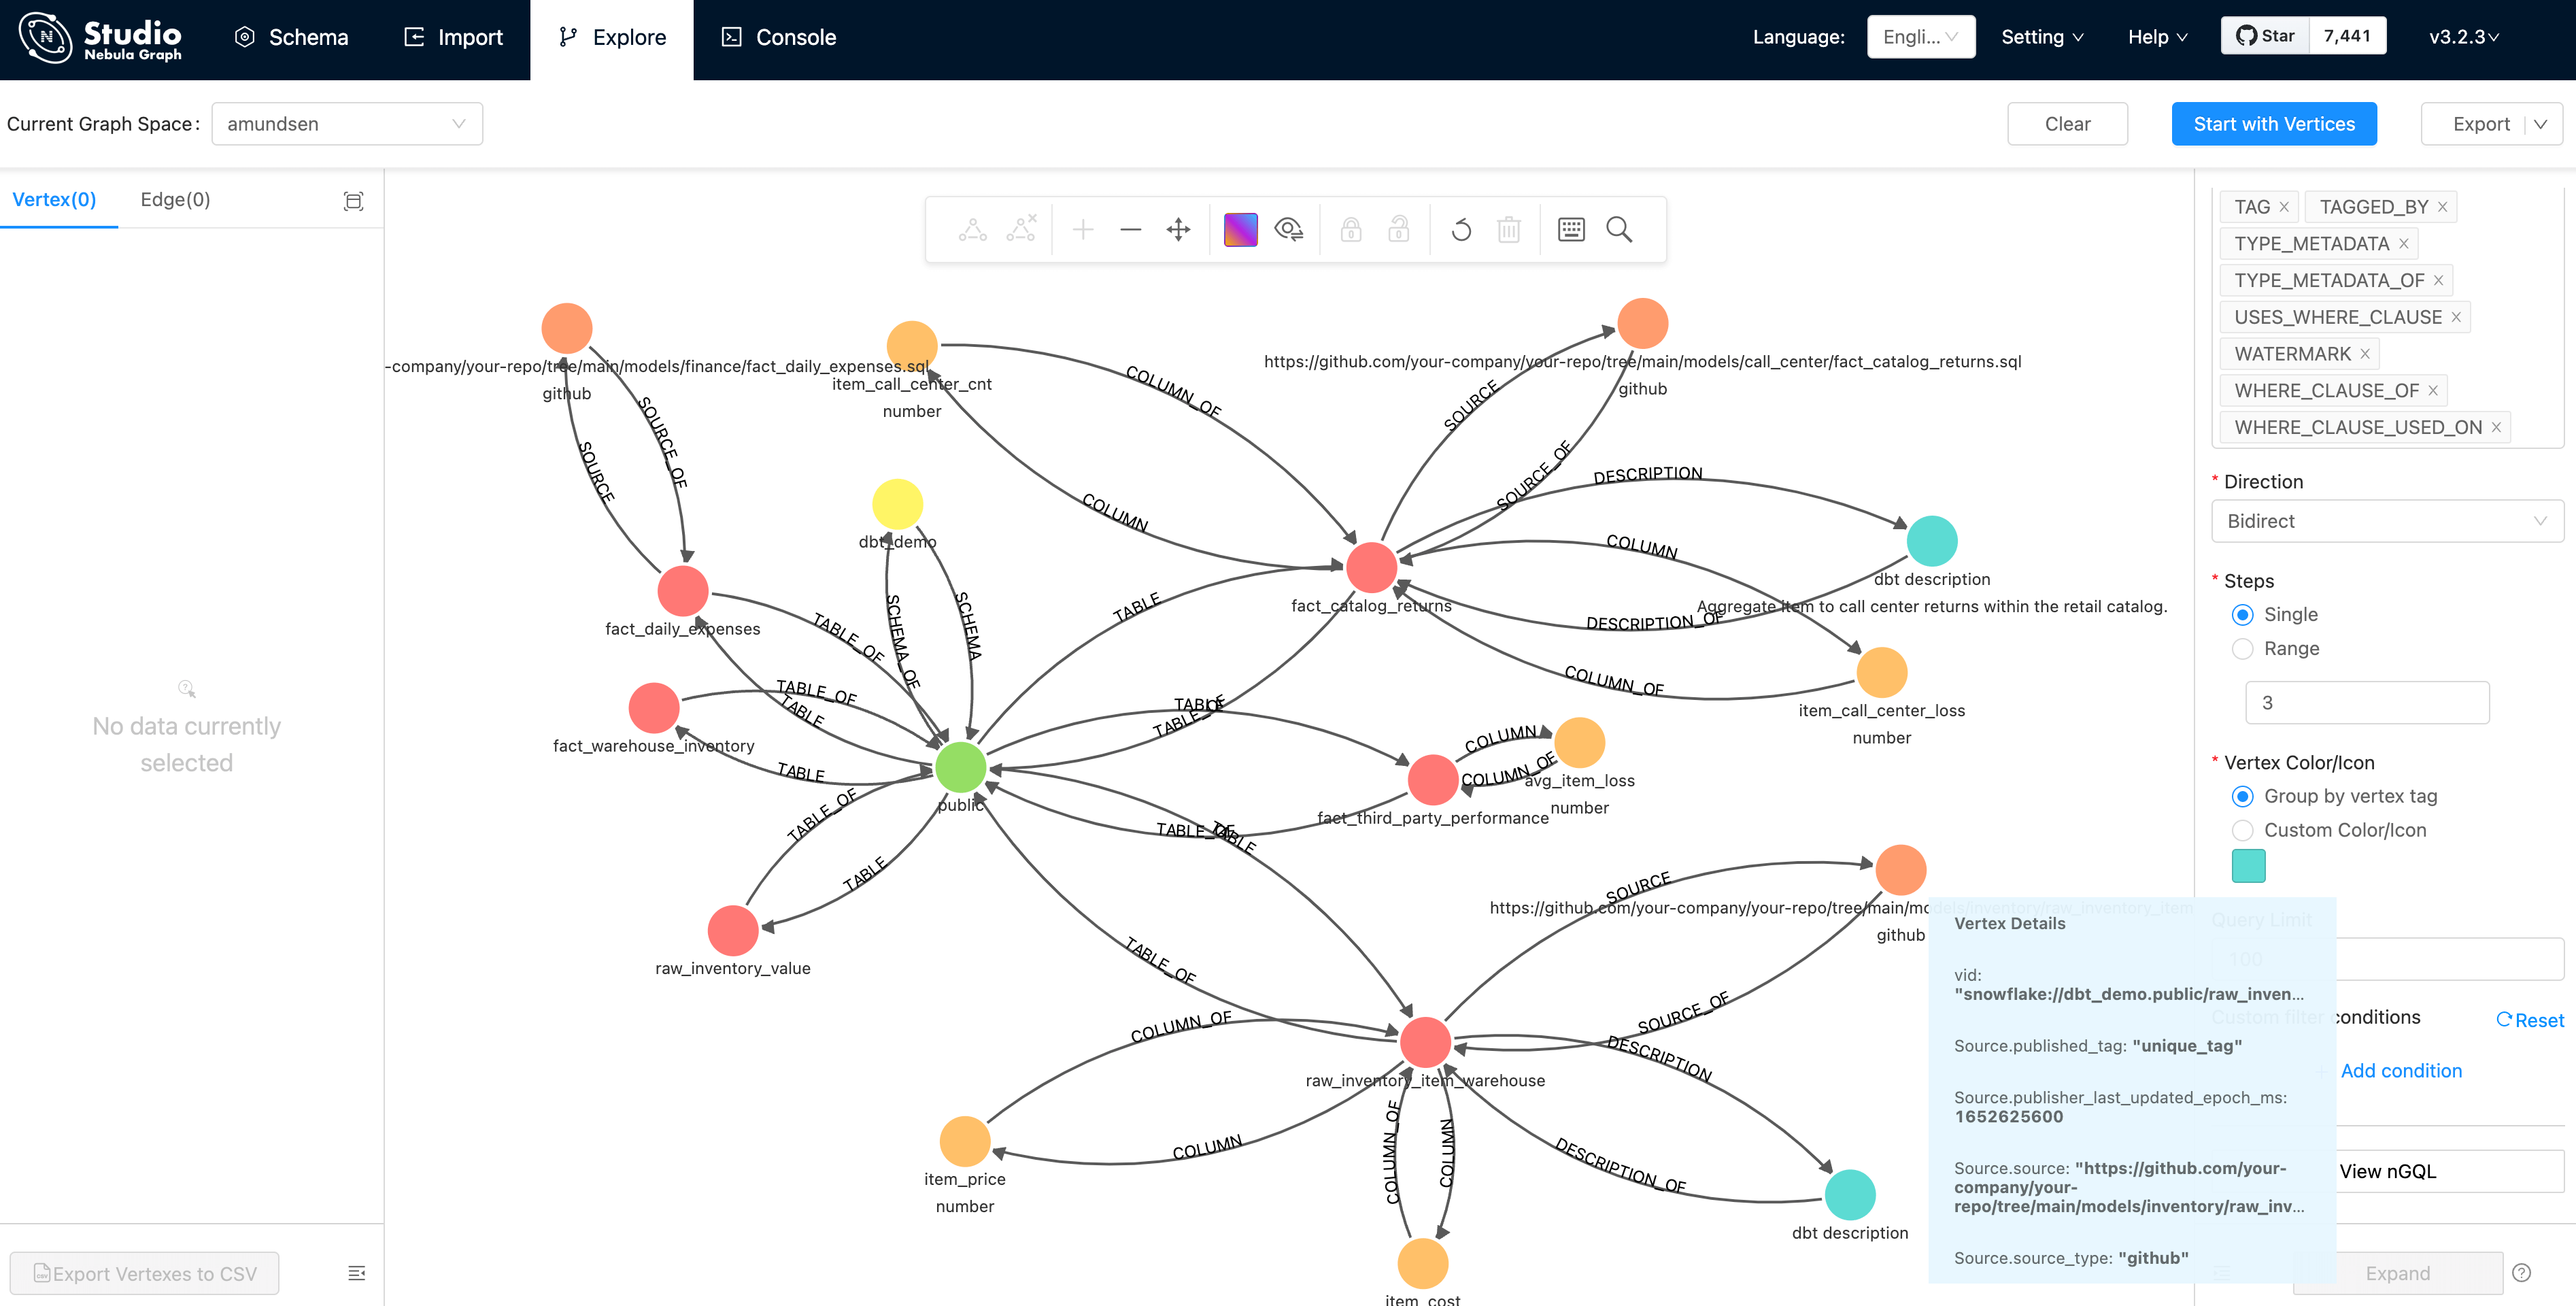 Studio
Nebula Graph
Schema
Import
Explore
Console
Language:
Engli...
Setting
Help
Star
7,441
v3.2.3
Current Graph Space:
amundsen
Clear
Start with Vertices
Export
Vertex(0)
Edge(0)
No data currently
selected
Export Vertexes to CSV
-company/your-repo/tree/main/models/finance/fact_daily_expenses.sql
github
item_call_center_cnt
number
https://github.com/your-company/your-repo/tree/main/models/call_center/fact_catalog_returns.sql
github
COLUMN_OF
SOURCE
SOURCE_OF
SOURCE
SOURCE_OF
COLUMN
DESCRIPTION
dbt_demo
COLUMN
dbt description
Aggregate item to call center returns within the retail catalog.
fact_catalog_returns
DESCRIPTION_OF
TABLE
SCHEMA_OF
SCHEMA
fact_daily_expenses
TABLE_OF
COLUMN_OF
item_call_center_loss
number
TABLE_OF
TABLE
fact_warehouse_inventory
TABLE
TABLE
TABLE_OF
COLUMN
COLUMN_OF
avg_item_loss
number
fact_third_party_performance
public
TABLE_OF
TABLE
TABLE_OF
TABLE
raw_inventory_value
SOURCE
https://github.com/your-company/your-repo/tree/main/models/inventory/raw_inventory_item
github
TABLE_OF
SOURCE_OF
COLUMN_OF
DESCRIPTION
raw_inventory_item_warehouse
COLUMN
item_price
number
COLUMN_OF
COLUMN
DESCRIPTION_OF
dbt description
item_cost
TAG
TAGGED_BY
TYPE_METADATA
TYPE_METADATA_OF
USES_WHERE_CLAUSE
WATERMARK
WHERE_CLAUSE_OF
WHERE_CLAUSE_USED_ON
* Direction
Bidirect
* Steps
Single
Range
3
* Vertex Color/Icon
Group by vertex tag
Custom Color/Icon
Query Limit
100
Custom filter conditions
Reset
Add condition
View nGQL
Expand
Vertex Details
vid:
"snowflake://dbt_demo.public/raw_inven...
Source.published_tag: "unique_tag"
Source.publisher_last_updated_epoch_ms:
1652625600
Source.source: "https://github.com/your-
company/your-
repo/tree/main/models/inventory/raw_inv...
Source.source_type: "github"